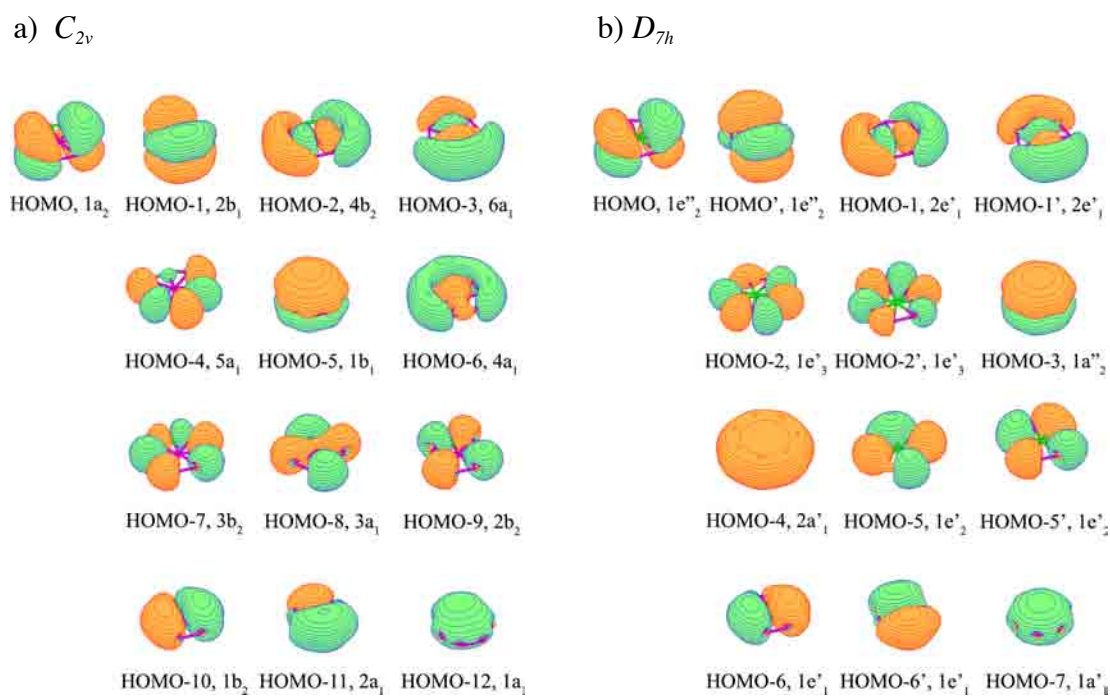 a) C2v
HOMO, 1a2
HOMO-1, 2b1
HOMO-2, 4b2
HOMO-3, 6a1
HOMO-4, 5a1
HOMO-5, 1b1
HOMO-6, 4a1
HOMO-7, 3b2
HOMO-8, 3a1
HOMO-9, 2b2
HOMO-10, 1b2
HOMO-11, 2a1
HOMO-12, 1a1
b) D7h
HOMO, 1e”2
HOMO’, 1e”2
HOMO-1, 2e’1
HOMO-1’, 2e’1
HOMO-2, 1e’3
HOMO-2’, 1e’3
HOMO-3, 1a”2
HOMO-4, 2a’1
HOMO-5, 1e’2
HOMO-5’, 1e’2
HOMO-6, 1e’1
HOMO-6’, 1e’1
HOMO-7, 1a’1